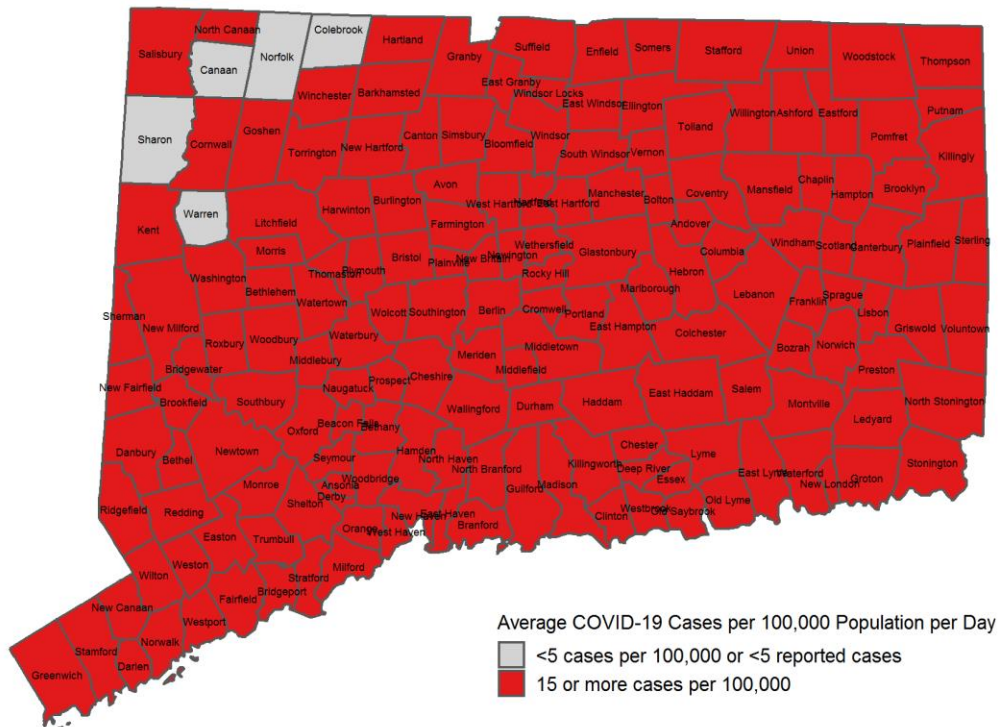 North Canaan
Colebrook
Hartland
Salisbury
Canaan
Norfolk
Granby
Suffield
Enfield
Somers
Stafford
Union
Woodstock
Thompson
East Granby
Windsor Locks
Winchester
Barkhamsted
East Windsor
Ellington
Willington
Ashford
Eastford
Putnam
Sharon
Cornwall
Goshen
Torrington
New Hartford
Canton
Simsbury
Bloomfield
Windsor
South Windsor
Vernon
Tolland
Pomfret
Killingly
Kent
Warren
Litchfield
Harwinton
Burlington
Avon
West Hartford
Hartford
East Hartford
Manchester
Bolton
Coventry
Mansfield
Chaplin
Hampton
Brooklyn
Farmington
Andover
Morris
Washington
Bethlehem
Thomaston
Plymouth
Bristol
Plainville
New Britain
Newington
Wethersfield
Rocky Hill
Glastonbury
Hebron
Columbia
Windham
Scotland
Canterbury
Plainfield
Sterling
Marlborough
Sherman
New Milford
Roxbury
Woodbury
Watertown
Waterbury
Wolcott
Southington
Berlin
Cromwell
Portland
East Hampton
Colchester
Lebanon
Franklin
Sprague
Lisbon
Griswold
Voluntown
Bridgewater
Middlebury
Meriden
Middletown
Middlefield
Bozrah
Norwich
Preston
New Fairfield
Brookfield
Southbury
Naugatuck
Prospect
Cheshire
Wallingford
Durham
Haddam
East Haddam
Salem
Montville
Ledyard
North Stonington
Danbury
Bethel
Newtown
Oxford
Beacon Falls
Bethany
Seymour
Hamden
North Haven
North Branford
Killingworth
Chester
Deep River
Essex
Lyme
East Lyme
Waterford
New London
Groton
Stonington
Ridgefield
Redding
Monroe
Shelton
Ansonia
Derby
Woodbridge
Guilford
Madison
Clinton
Westbrook
Old Saybrook
Old Lyme
Easton
Trumbull
Orange
New Haven
West Haven
East Haven
Branford
Wilton
Weston
Fairfield
Bridgeport
Stratford
Milford
New Canaan
Norwalk
Westport
Greenwich
Stamford
Darien
Average COVID-19 Cases per 100,000 Population per Day
<5 cases per 100,000 or <5 reported cases
15 or more cases per 100,000